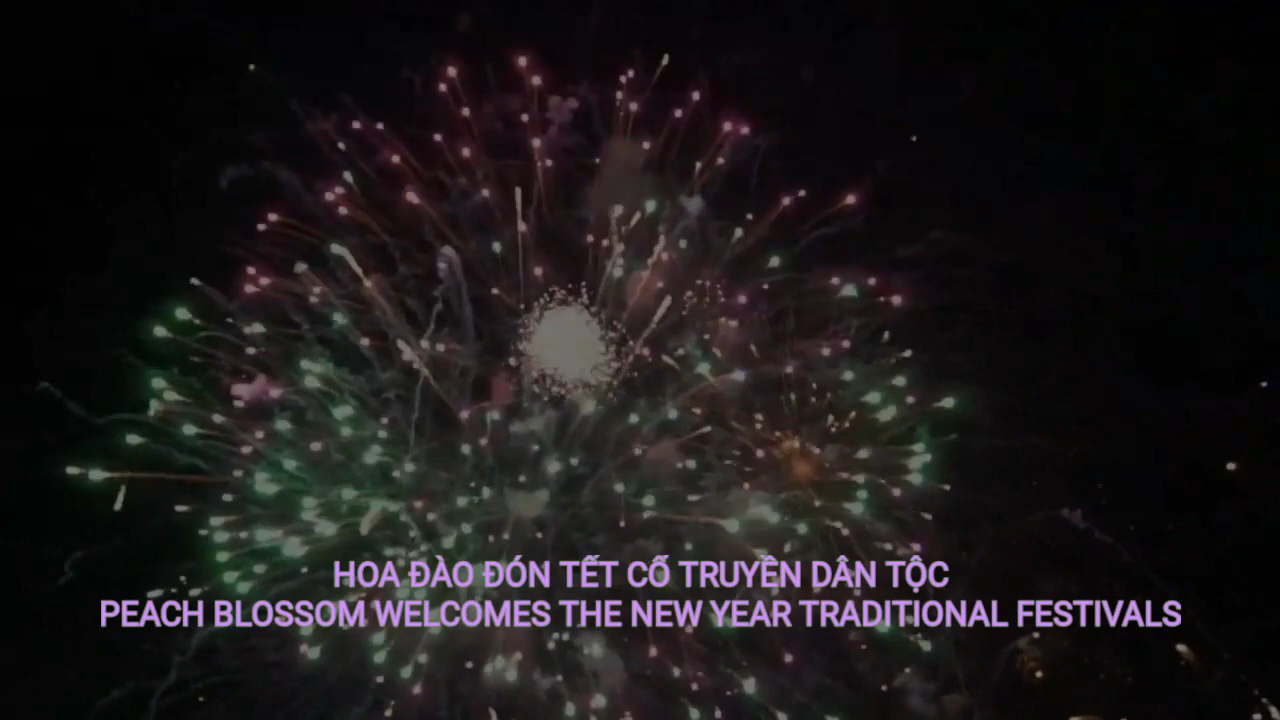 HOA ĐÀO ĐÓN TẾT CỔ TRUYỀN DÂN TỘC
PEACH BLOSSOM WELCOMES THE NEW YEAR TRADITIONAL FESTIVALS